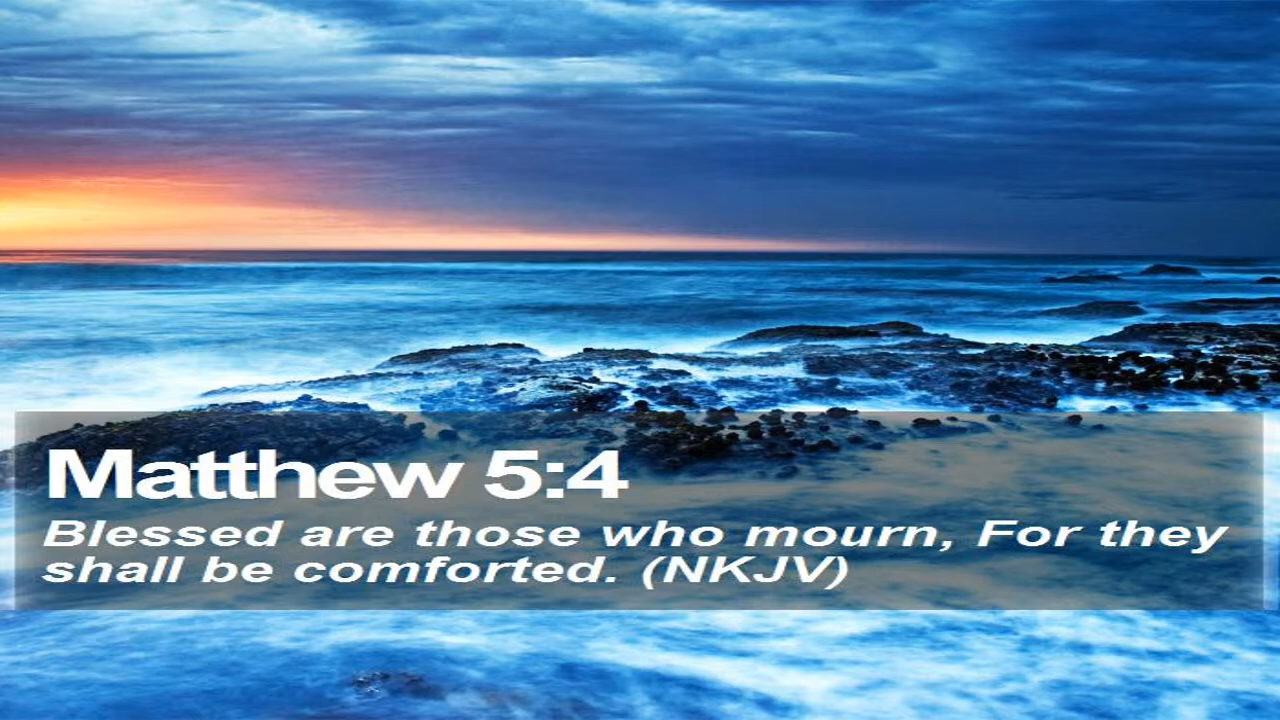 Matthew 5:4
Blessed are those who mourn, For they
shall be comforted. (NKJV)